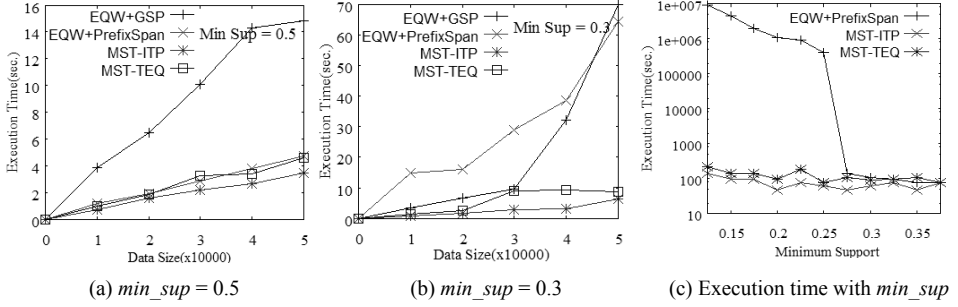 EQW+GSP
EQW+PrefixSpan
MST-ITP
MST-TEQ
Min Sup = 0.5
Execution Time(sec.)
16
14
12
10
8
6
4
2
0
0 1 2 3 4 5
Data Size(x10000)
(a) min_sup = 0.5
EQW+GSP
EQW+PrefixSpan
MST-ITP
MST-TEQ
Min Sup = 0.3
Execution Time(sec.)
70
60
50
40
30
20
10
0
0 1 2 3 4 5
Data Size(x10000)
(b) min_sup = 0.3
EQW+PrefixSpan
MST-ITP
MST-TEQ
Execution Time(sec.)
1e+007
1e+006
100000
10000
1000
100
10
0.15 0.2 0.25 0.3 0.35
Minimum Support
(c) Execution time with min_sup